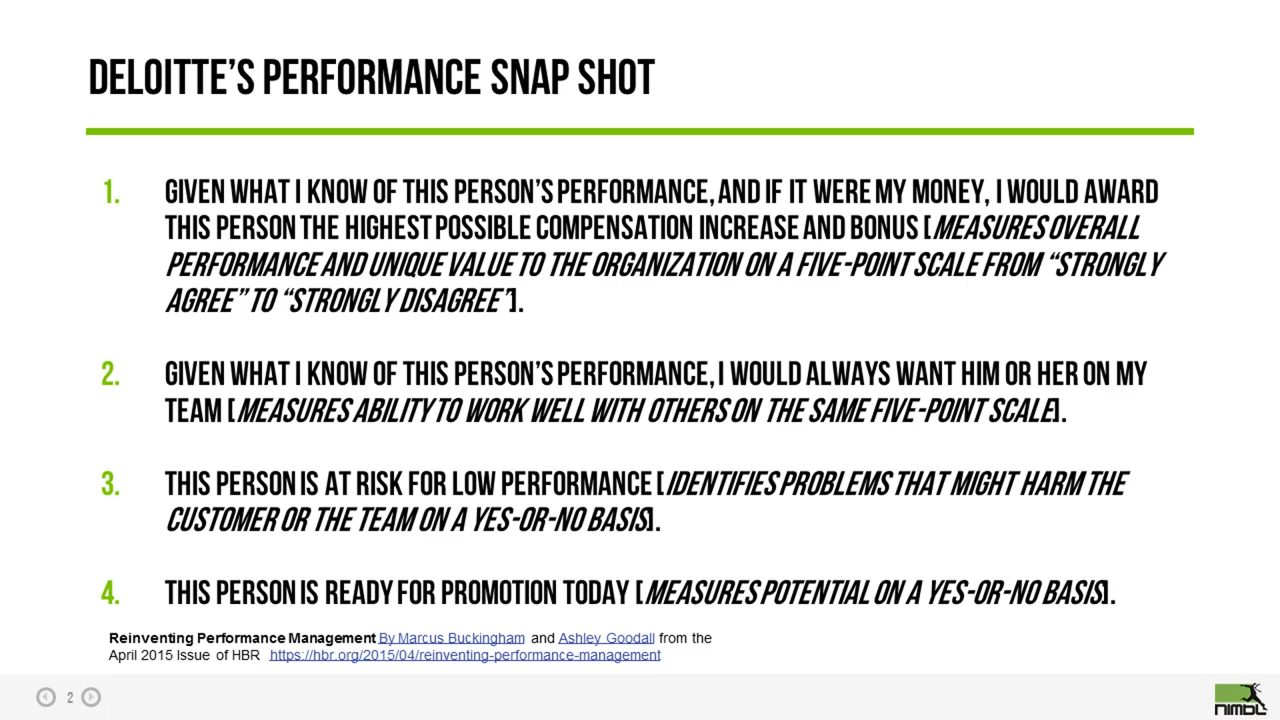 DELOITTE'S PERFORMANCE SNAP SHOT
1. GIVEN WHAT I KNOW OF THIS PERSON'S PERFORMANCE, AND IF IT WERE MY MONEY, I WOULD AWARD
THIS PERSON THE HIGHEST POSSIBLE COMPENSATION INCREASE AND BONUS [MEASURES OVERALL
PERFORMANCE AND UNIQUE VALUE TO THE ORGANIZATION ON A FIVE-POINT SCALE FROM “STRONGLY
AGREE” TO “STRONGLY DISAGREE”].
2. GIVEN WHAT I KNOW OF THIS PERSON'S PERFORMANCE, I WOULD ALWAYS WANT HIM OR HER ON MY
TEAM [MEASURES ABILITY TO WORK WELL WITH OTHERS ON THE SAME FIVE-POINT SCALE].
3. THIS PERSON IS AT RISK FOR LOW PERFORMANCE [IDENTIFIES PROBLEMS THAT MIGHT HARM THE
CUSTOMER OR THE TEAM ON A YES-OR-NO BASIS].
4. THIS PERSON IS READY FOR PROMOTION TODAY [MEASURES POTENTIAL ON A YES-OR-NO BASIS].
Reinventing Performance Management By Marcus Buckingham and Ashley Goodall from the
April 2015 Issue of HBR https://hbr.org/2015/04/reinventing-performance-management
2
NIMBL